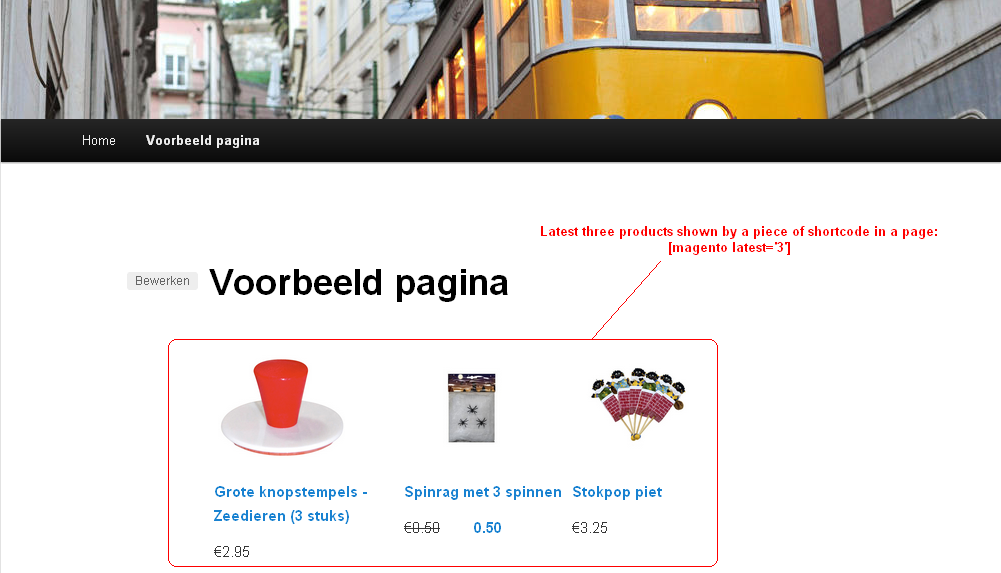 Home Voorbeeld pagina
Latest three products shown by a piece of shortcode in a page:
[magento latest='3']
Bewerken Voorbeeld pagina
Grote knopstempels -
Zeedieren (3 stuks)
€2.95
Spinrag met 3 spinnen
€0.50 0.50
Stokpop piet
€3.25